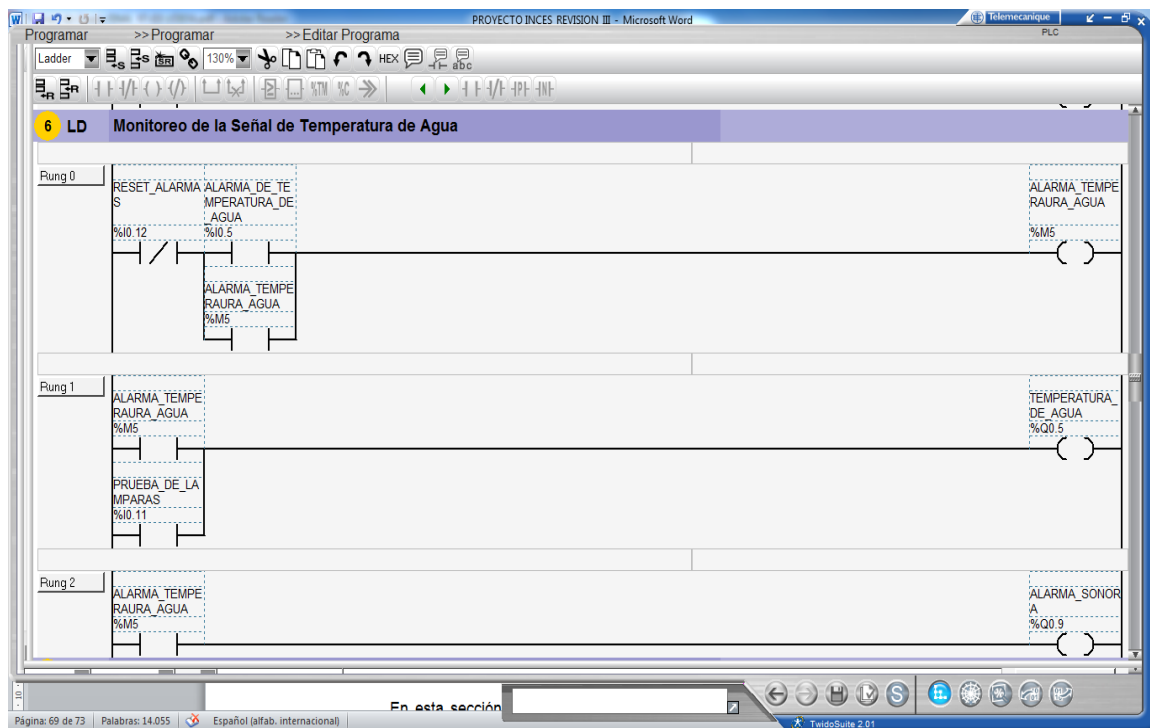 PROYECTO INCES REVISION III - Microsoft Word
Telemecanique
Programar >>Programar >>Editar Programa
PLC
Ladder
130%
HEX
abc
%TM %C
6 LD Monitoreo de la Señal de Temperatura de Agua
Rung 0
RESET_ALARMA
S
%I0.12
ALARMA_DE_TE
MPERATURA_DE
_AGUA
%I0.5
ALARMA_TEMPE
RAURA_AGUA
%M5
ALARMA_TEMPE
RAURA_AGUA
%M5
Rung 1
ALARMA_TEMPE
RAURA_AGUA
%M5
TEMPERATURA_
DE_AGUA
%Q0.5
PRUEBA_DE_LA
MPARAS
%I0.11
Rung 2
ALARMA_TEMPE
RAURA_AGUA
%M5
ALARMA_SONOR
A
%Q0.9
En esta sección
Página: 69 de 73 Palabras: 14.055 Español (alfab. internacional)
TwidoSuite 2.01